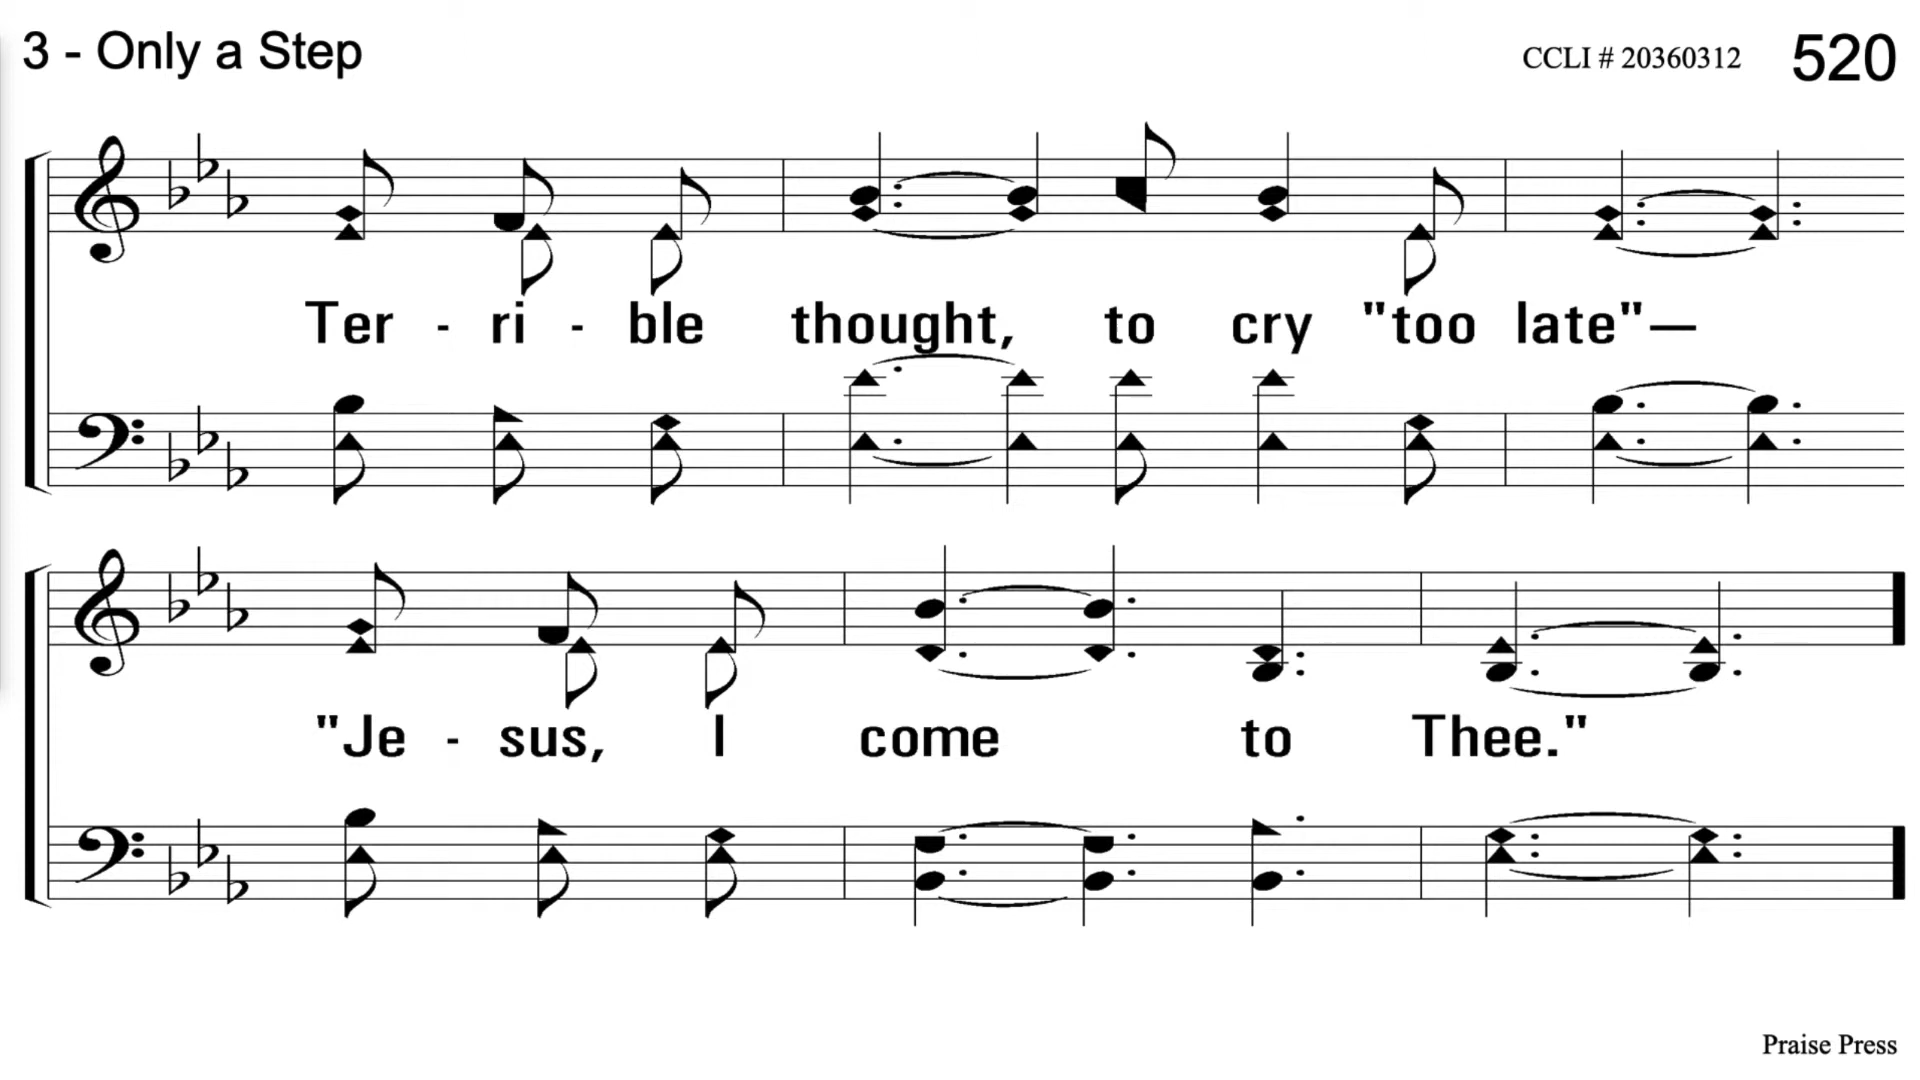 3 - Only a Step
CCLI # 20360312
520
Ter - ri - ble thought, to cry "too late"—
"Je - sus, I come to Thee."
Praise Press